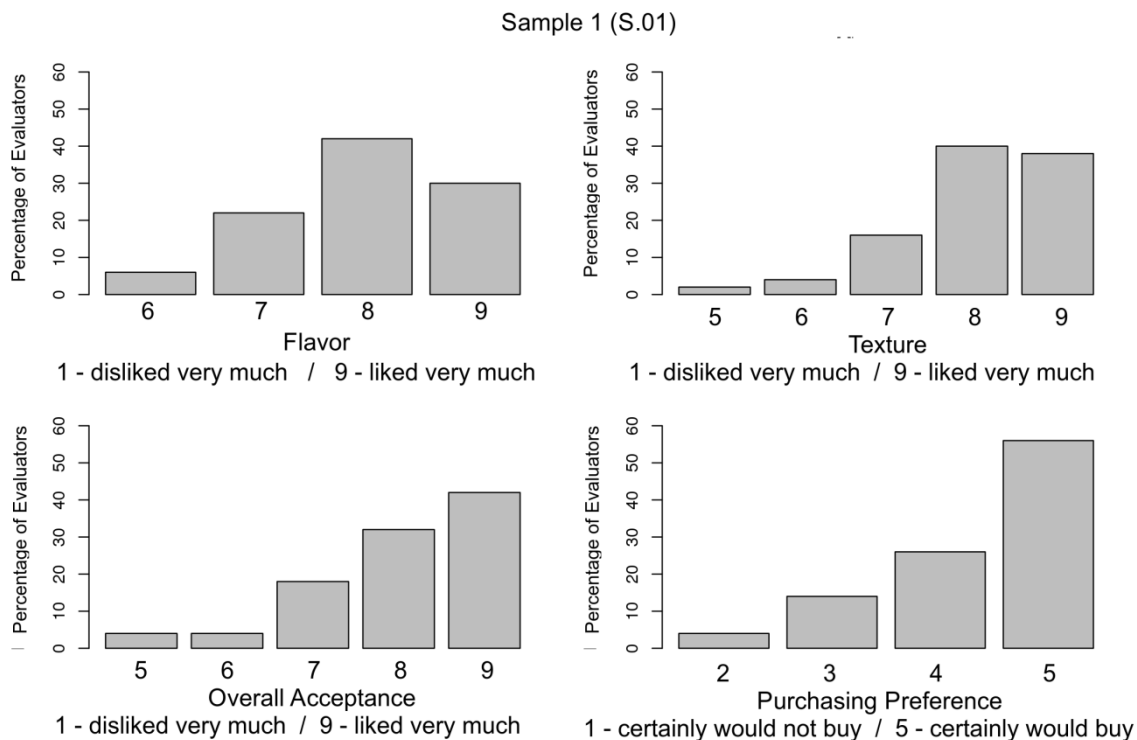 Sample 1 (S.01)
Percentage of Evaluators
0 10 20 30 40 50 60
6 7 8 9
Flavor
1 - disliked very much / 9 - liked very much
Percentage of Evaluators
0 10 20 30 40 50 60
5 6 7 8 9
Texture
1 - disliked very much / 9 - liked very much
Percentage of Evaluators
0 10 20 30 40 50 60
5 6 7 8 9
Overall Acceptance
1 - disliked very much / 9 - liked very much
Percentage of Evaluators
0 10 20 30 40 50 60
2 3 4 5
Purchasing Preference
1 - certainly would not buy / 5 - certainly would buy